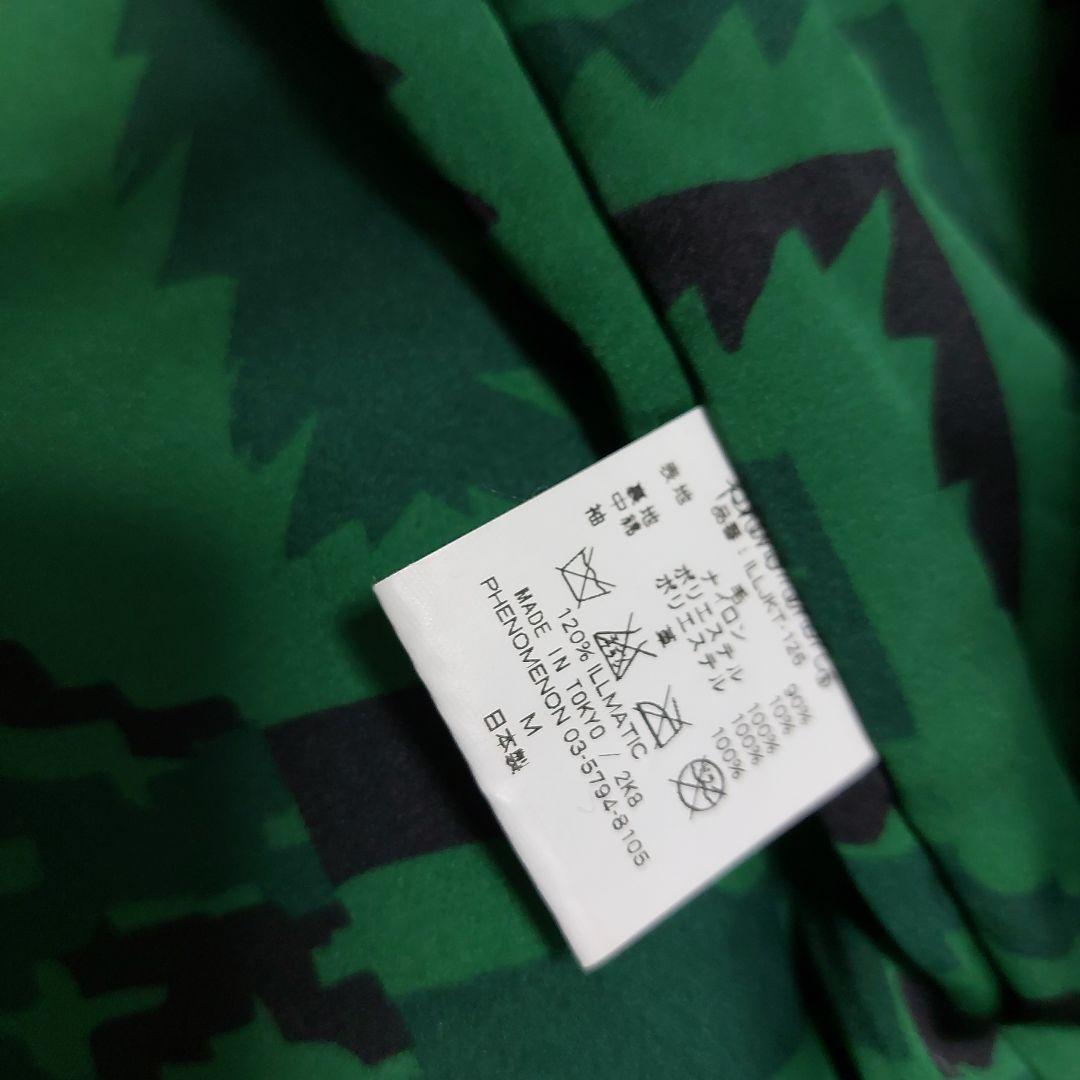 品番：ILLJKT-126
表地 毛 90%
ナイロン 10%
裏地 ポリエステル 100%
中綿 ポリエステル 100%
袖 革 100%
120% ILLMATIC
MADE IN TOKYO / 2K8
PHENOMENON 03-5794-8105
M
日本製